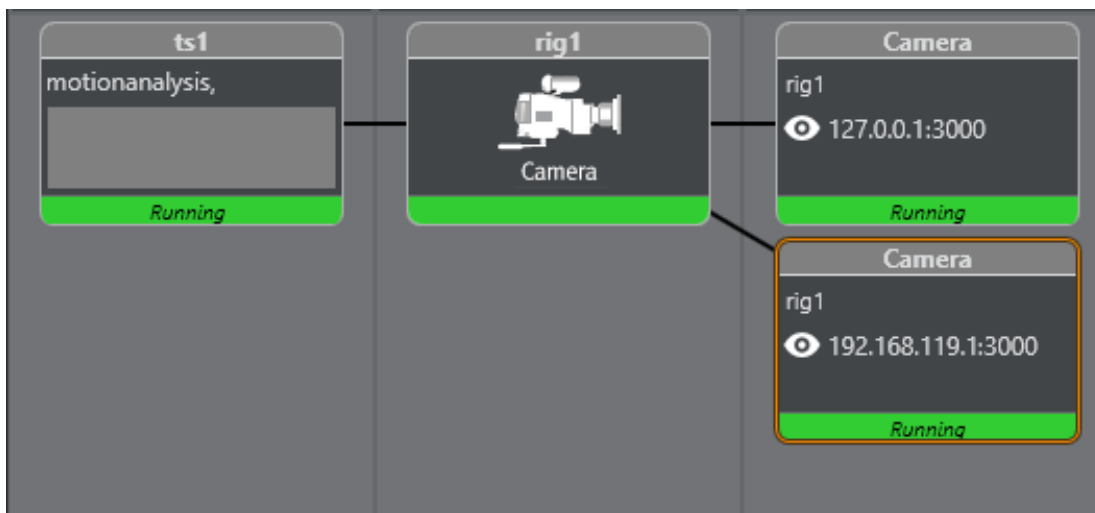 ts1
motionanalysis,
Running
rig1
Camera
Camera
rig1
127.0.0.1:3000
Running
Camera
rig1
192.168.119.1:3000
Running